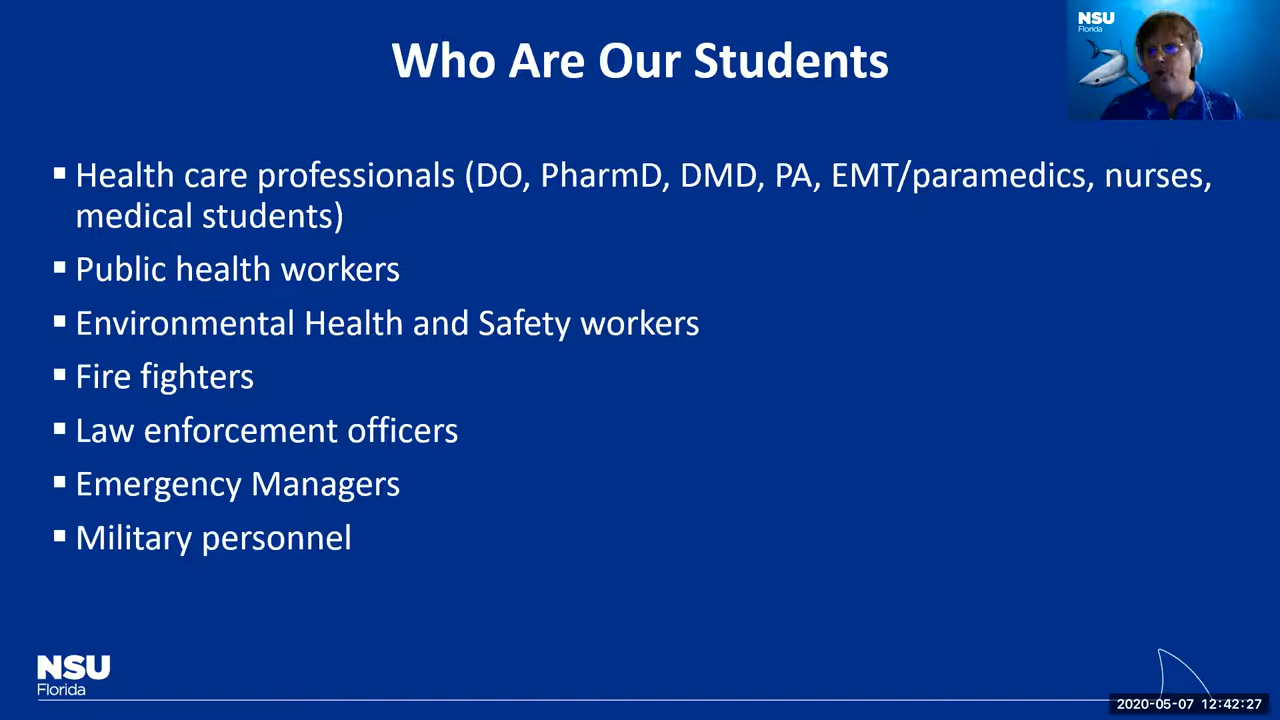 Who Are Our Students
NSU
Florida
▪ Health care professionals (DO, PharmD, DMD, PA, EMT/paramedics, nurses,
medical students)
▪ Public health workers
▪ Environmental Health and Safety workers
▪ Fire fighters
▪ Law enforcement officers
▪ Emergency Managers
▪ Military personnel
NSU
Florida
2020-05-07 12:42:27